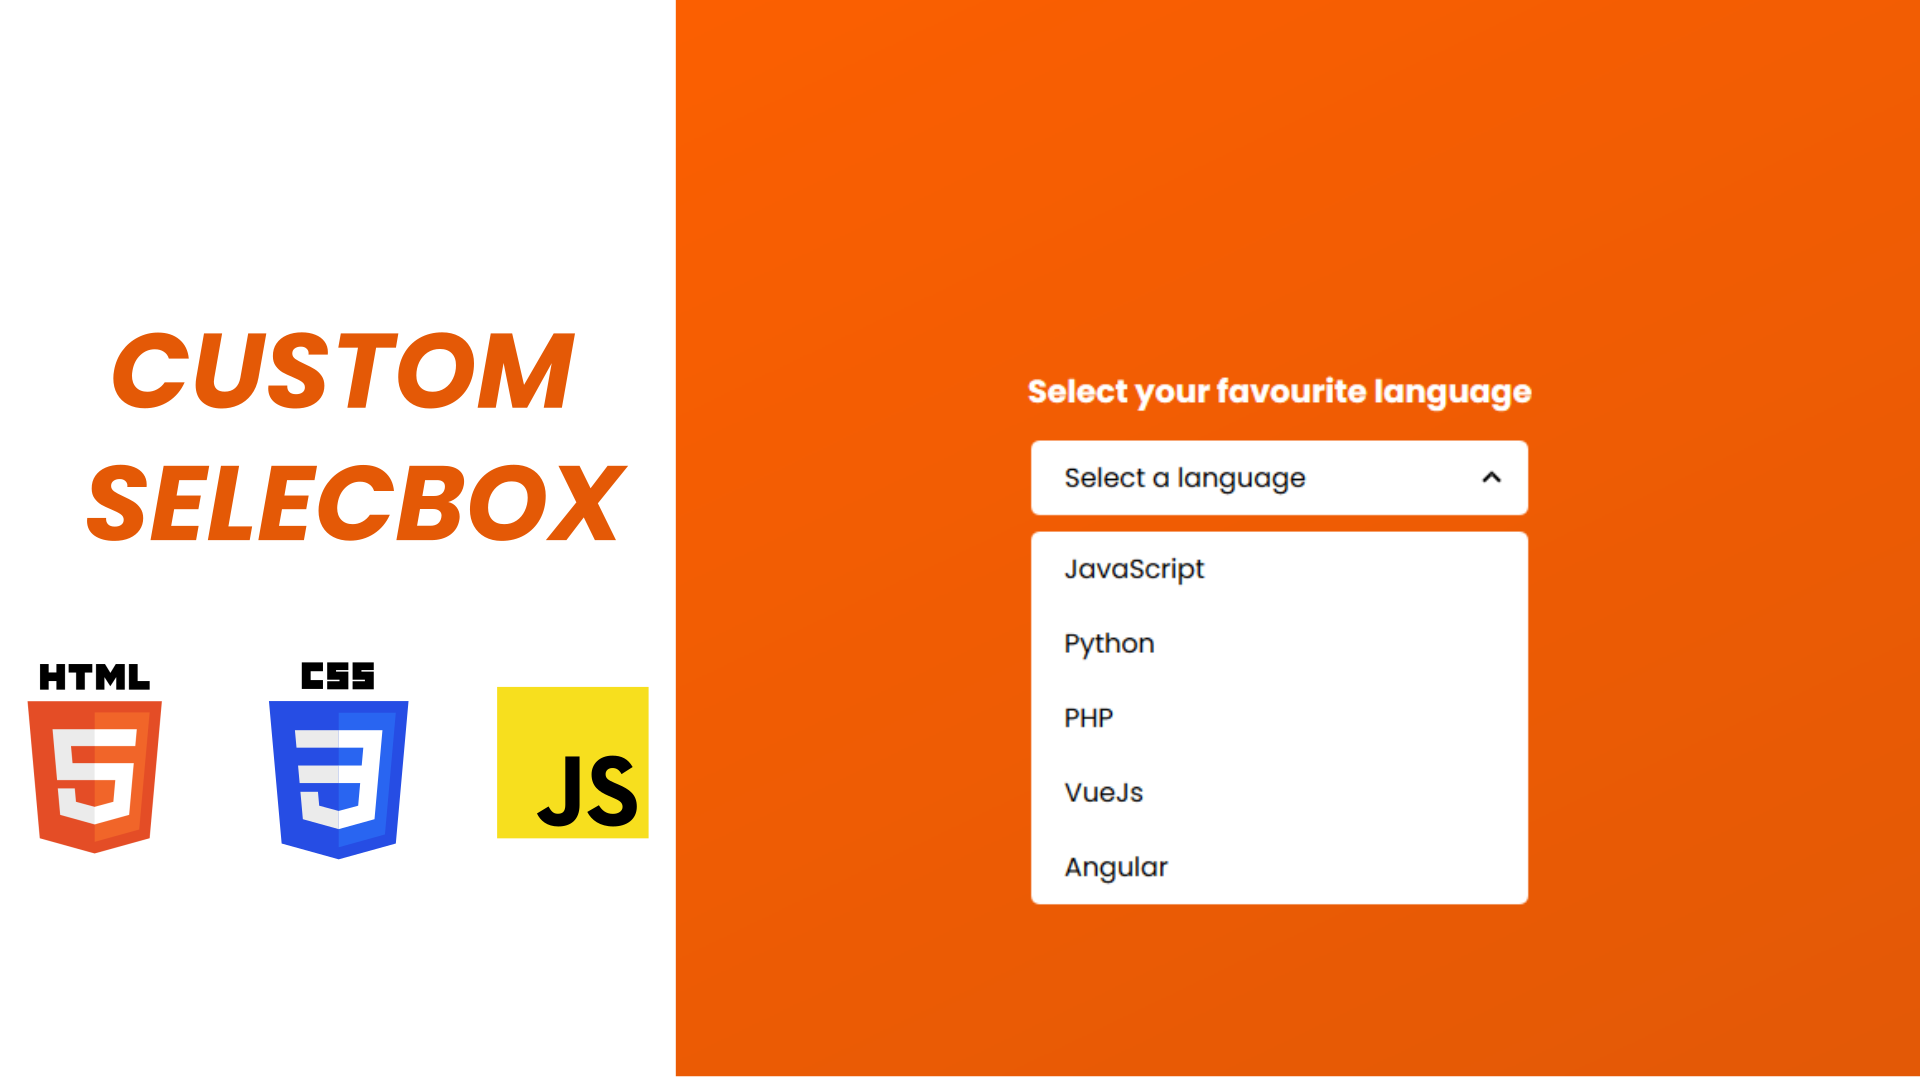 CUSTOM
SELECBOX
HTML
CSS
5
3
JS
Select your favourite language
Select a language
JavaScript
Python
PHP
VueJs
Angular